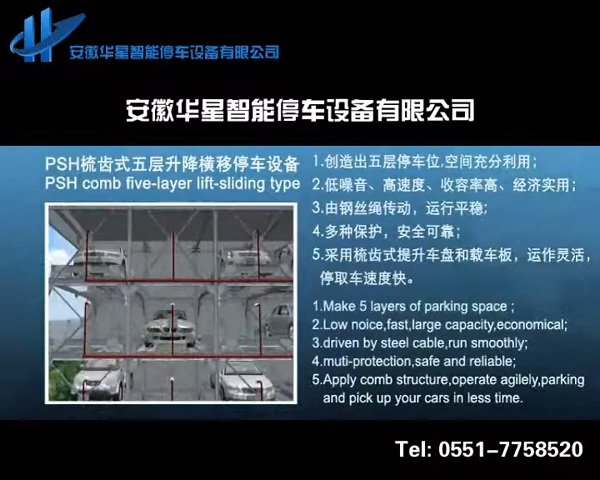 安徽华星智能停车设备有限公司
安徽华星智能停车设备有限公司
PSH梳齿式五层升降横移停车设备
PSH comb five-layer lift-sliding type
1.创造出五层停车位,空间充分利用；
2.低噪音、高速度、收容率高、经济实用；
3.由钢丝绳传动，运行平稳;
4.多种保护，安全可靠；
5.采用梳齿式提升车盘和载车板，运作灵活，
停取车速度快。
1.Make 5 layers of parking space ;
2.Low noice,fast,large capacity,economical;
3.driven by steel cable,run smoothly;
4.muti-protection,safe and reliable;
5.Apply comb structure,operate agilely,parking
and pick up your cars in less time.
Tel: 0551-7758520